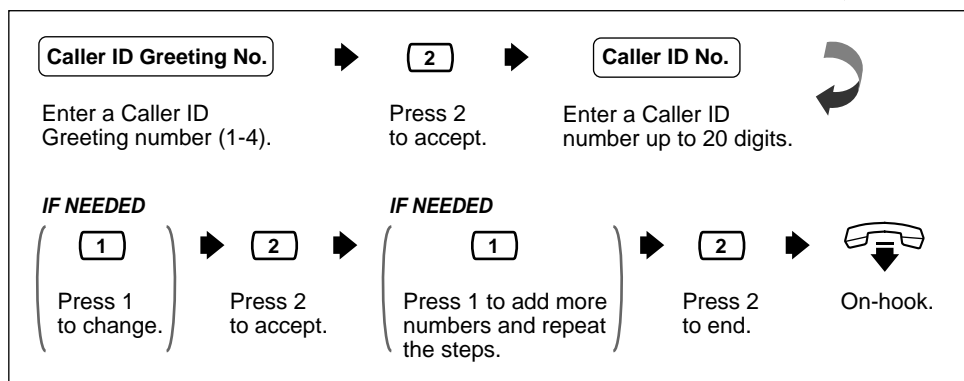 Caller ID Greeting No.
2
Caller ID No.
Enter a Caller ID
Greeting number (1-4).
Press 2
to accept.
Enter a Caller ID
number up to 20 digits.
IF NEEDED
1
Press 1
to change.
2
Press 2
to accept.
IF NEEDED
1
Press 1 to add more
numbers and repeat
the steps.
2
Press 2
to end.
On-hook.